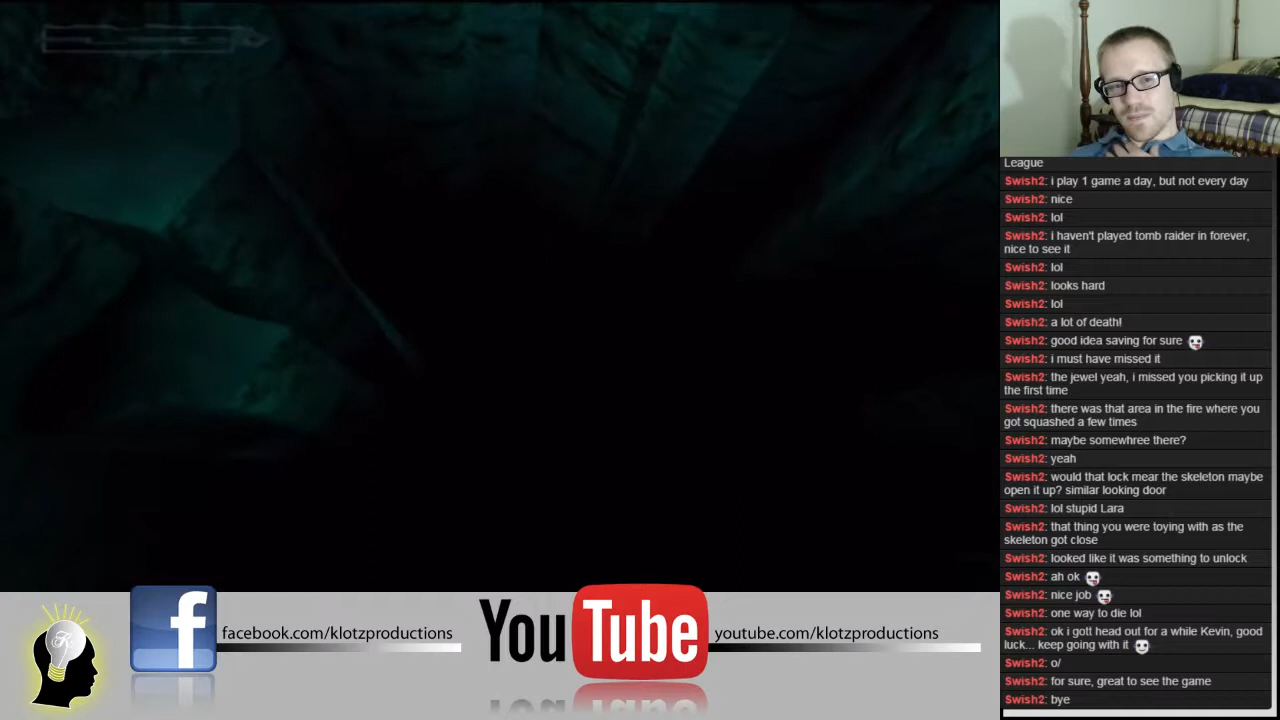 League
Swish2: i play 1 game a day, but not every day
Swish2: nice
Swish2: lol
Swish2: i haven't played tomb raider in forever,
nice to see it
Swish2: lol
Swish2: looks hard
Swish2: lol
Swish2: a lot of death!
Swish2: good idea saving for sure
Swish2: i must have missed it
Swish2: the jewel yeah, i missed you picking it up
the first time
Swish2: there was that area in the fire where you
got squashed a few times
Swish2: maybe somewhree there?
Swish2: yeah
Swish2: would that lock mear the skeleton maybe
open it up? similar looking door
Swish2: lol stupid Lara
Swish2: that thing you were toying with as the
skeleton got close
Swish2: looked like it was something to unlock
Swish2: ah ok
Swish2: nice job
Swish2: one way to die lol
Swish2: ok i gott head out for a while Kevin, good
luck... keep going with it
Swish2: o/
Swish2: for sure, great to see the game
Swish2: bye
K
f
facebook.com/klotzproductions
YouTube
youtube.com/klotzproductions